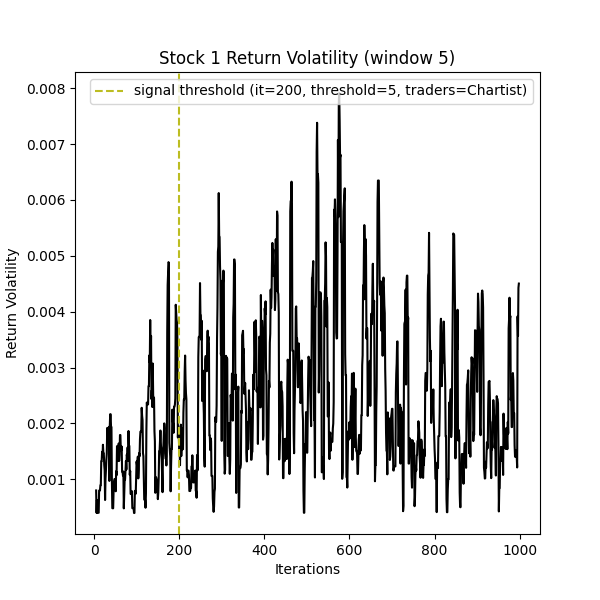 Stock 1 Return Volatility (window 5)
signal threshold (it=200, threshold=5, traders=Chartist)
0.008
0.007
0.006
0.005
0.004
0.003
0.002
0.001
Return Volatility
0 200 400 600 800 1000
Iterations